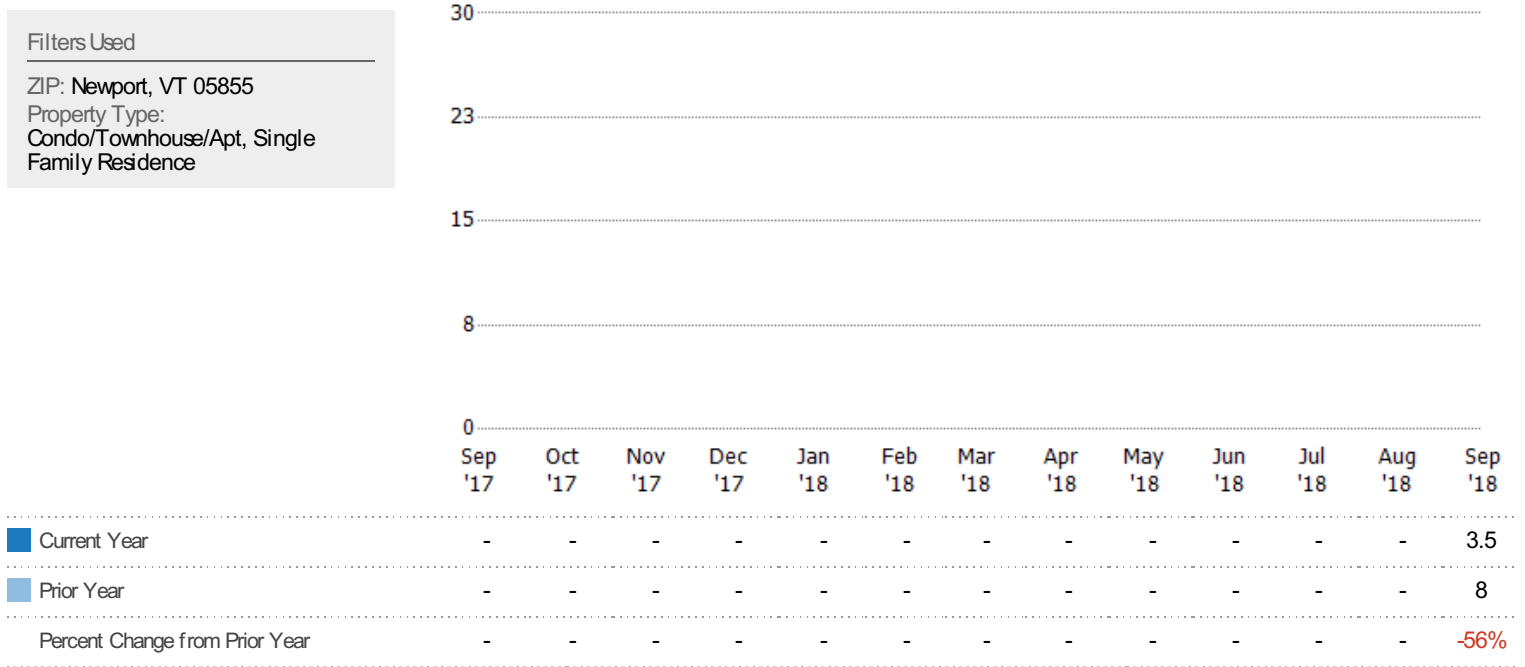 Filters Used
ZIP: Newport, VT 05855
Property Type:
Condo/Townhouse/Apt, Single
Family Residence
30
23
15
8
0
Sep Oct Nov Dec Jan Feb Mar Apr May Jun Jul Aug Sep
'17 '17 '17 '17 '18 '18 '18 '18 '18 '18 '18 '18 '18
Current Year - - - - - - - - - - - - 3.5
Prior Year - - - - - - - - - - - - 8
Percent Change from Prior Year - - - - - - - - - - - - -56%